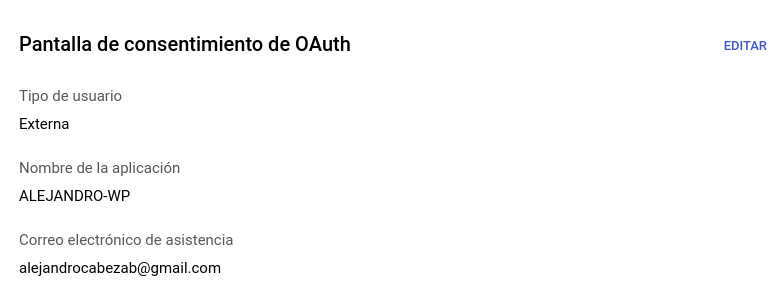 Pantalla de consentimiento de OAuth
EDITAR
Tipo de usuario
Externa
Nombre de la aplicación
ALEJANDRO-WP
Correo electrónico de asistencia
alejandrocabezab@gmail.com